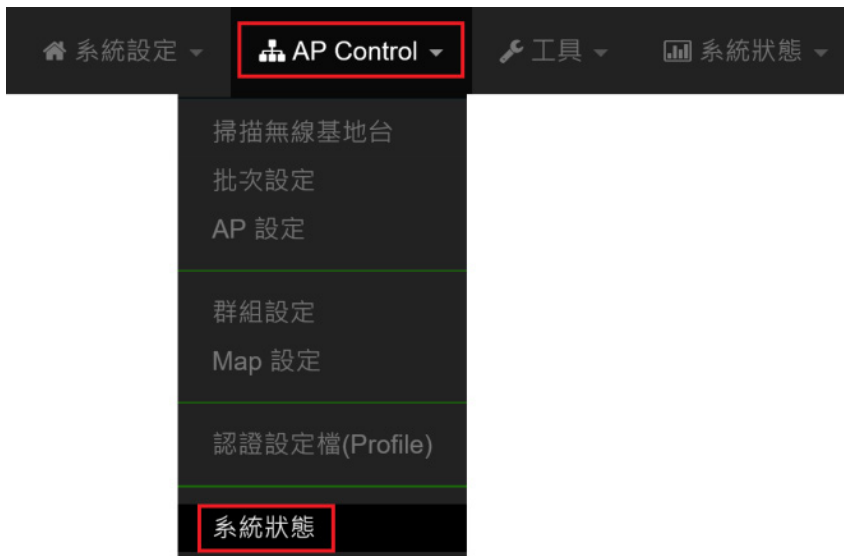 系統設定 AP Control 工具 系統狀態
掃描無線基地台
批次設定
AP 設定
群組設定
Map 設定
認證設定檔(Profile)
系統狀態